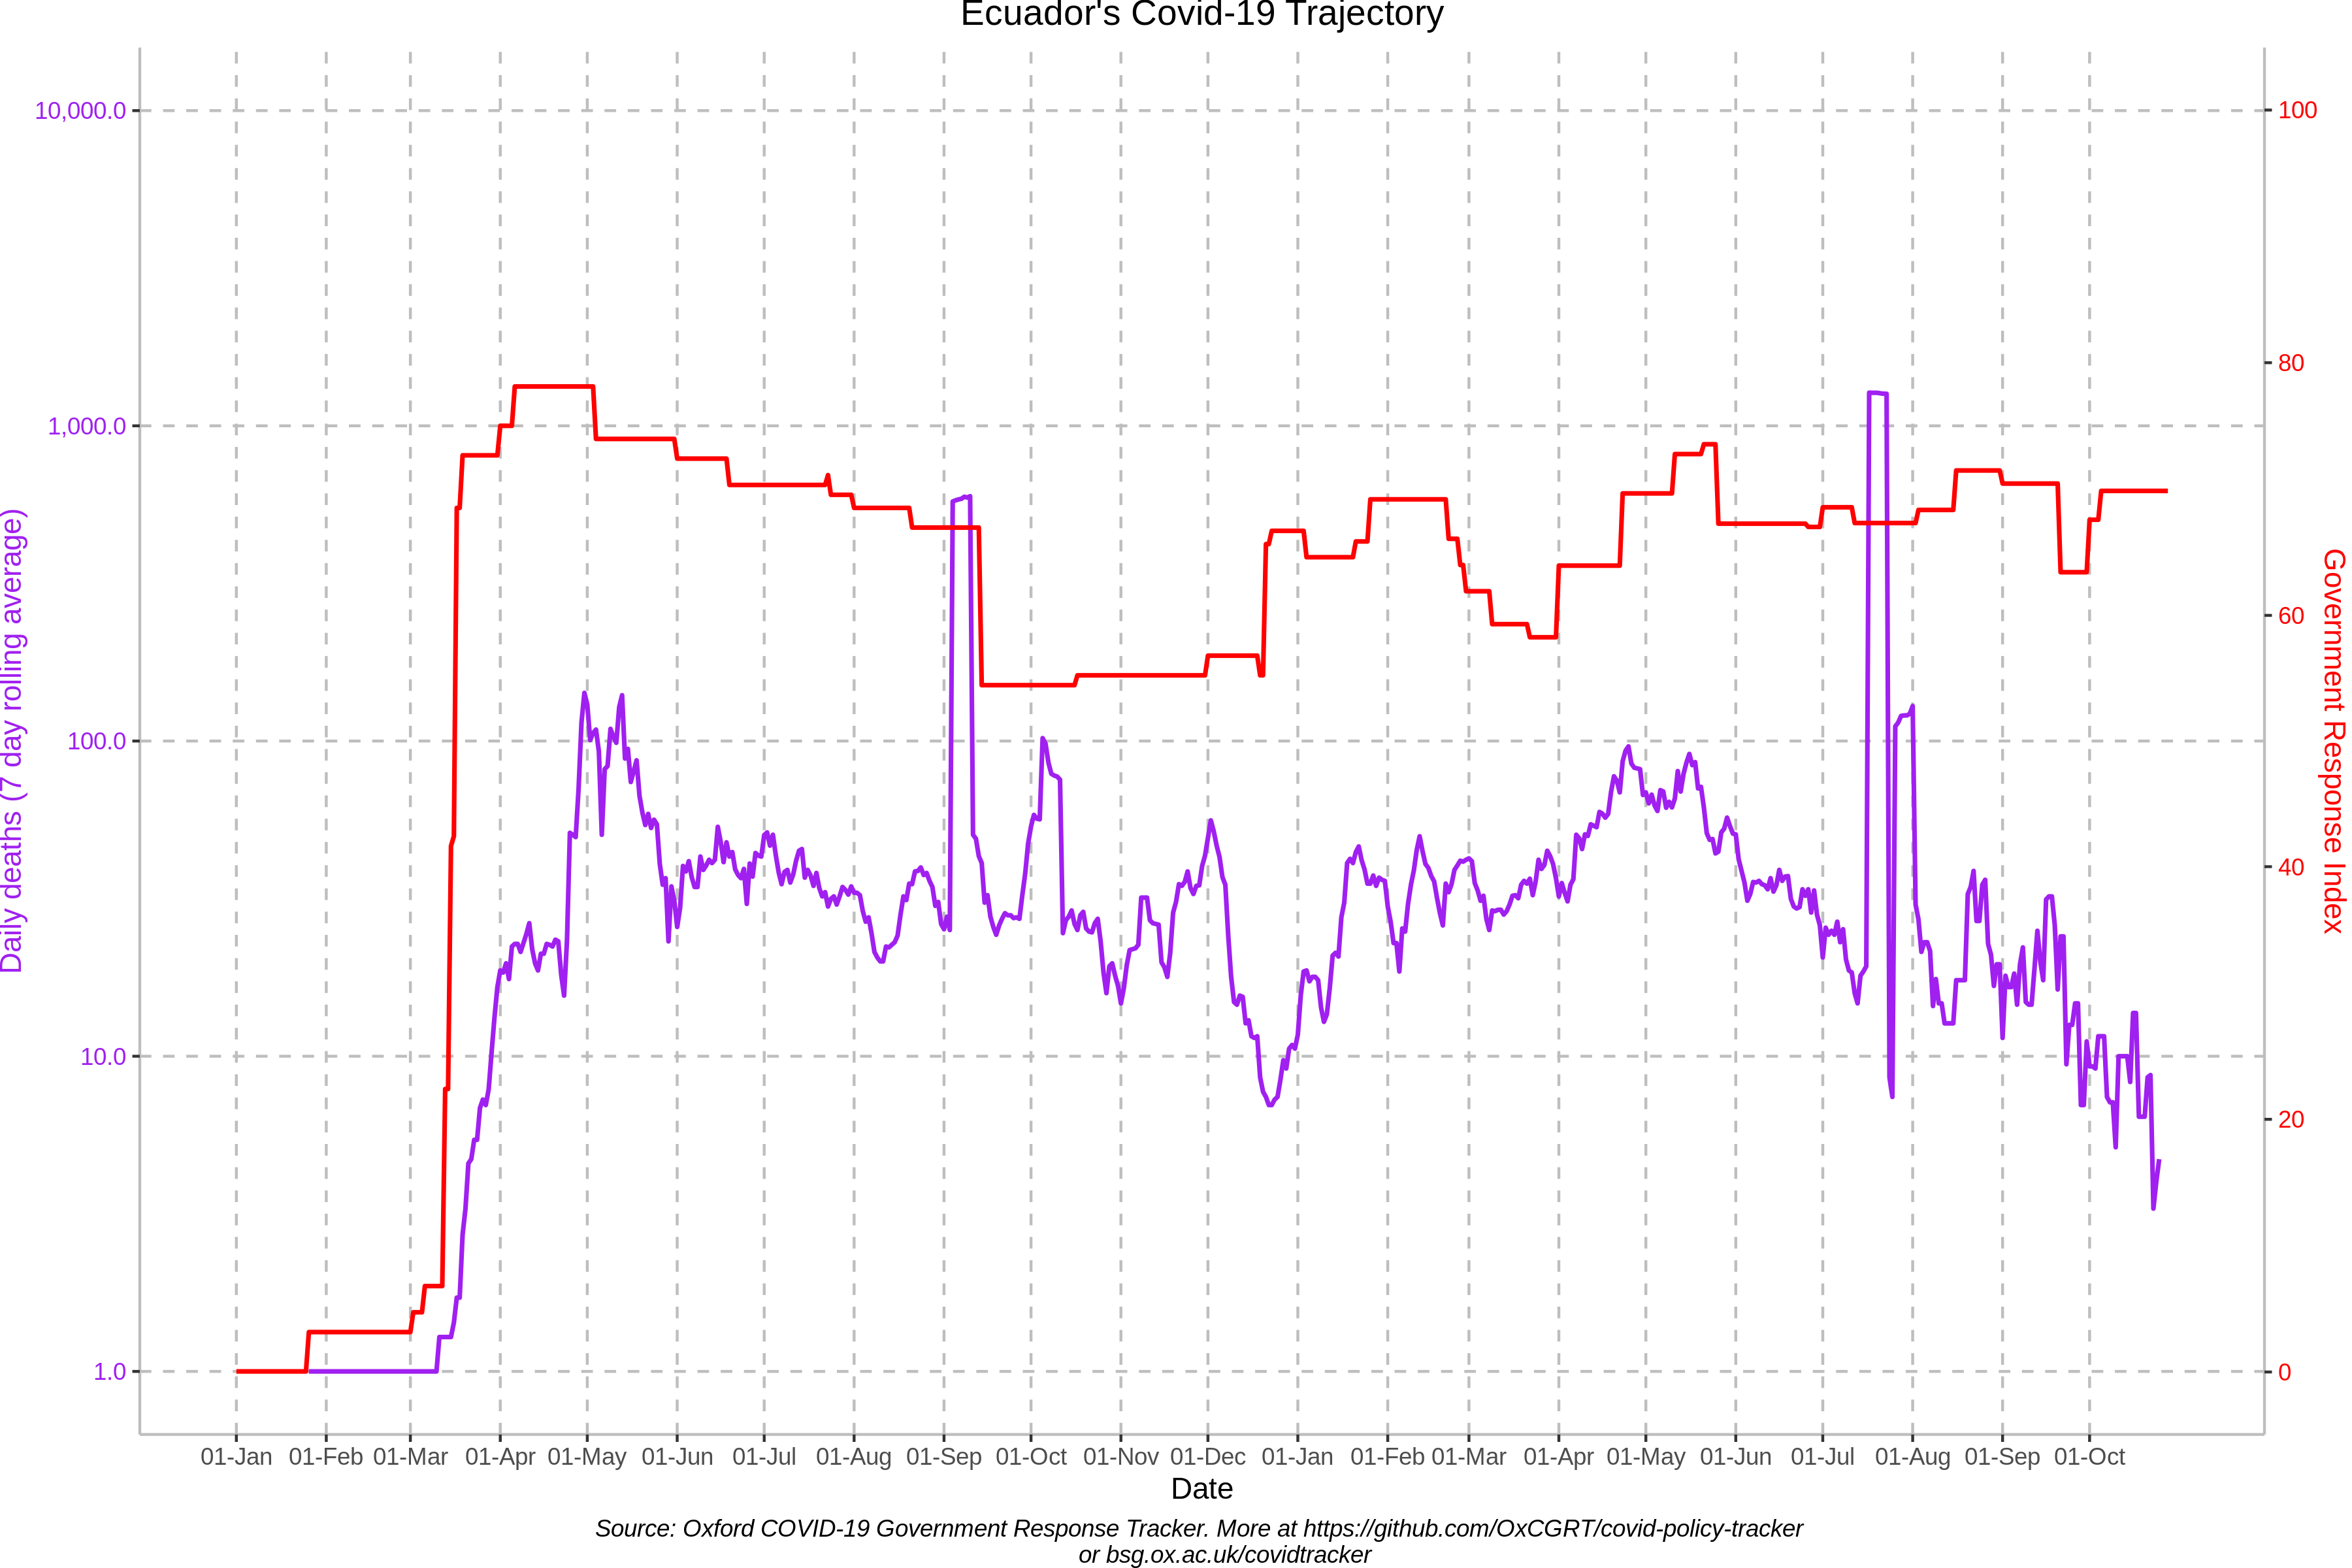 Ecuador's Covid-19 Trajectory
10,000.0
1,000.0
100.0
10.0
1.0
Daily deaths (7 day rolling average)
100
80
60
40
20
0
Government Response Index
01-Jan 01-Feb 01-Mar 01-Apr 01-May 01-Jun 01-Jul 01-Aug 01-Sep 01-Oct 01-Nov 01-Dec 01-Jan 01-Feb 01-Mar 01-Apr 01-May 01-Jun 01-Jul 01-Aug 01-Sep 01-Oct
Date
Source: Oxford COVID-19 Government Response Tracker. More at https://github.com/OxCGRT/covid-policy-tracker
or bsg.ox.ac.uk/covidtracker